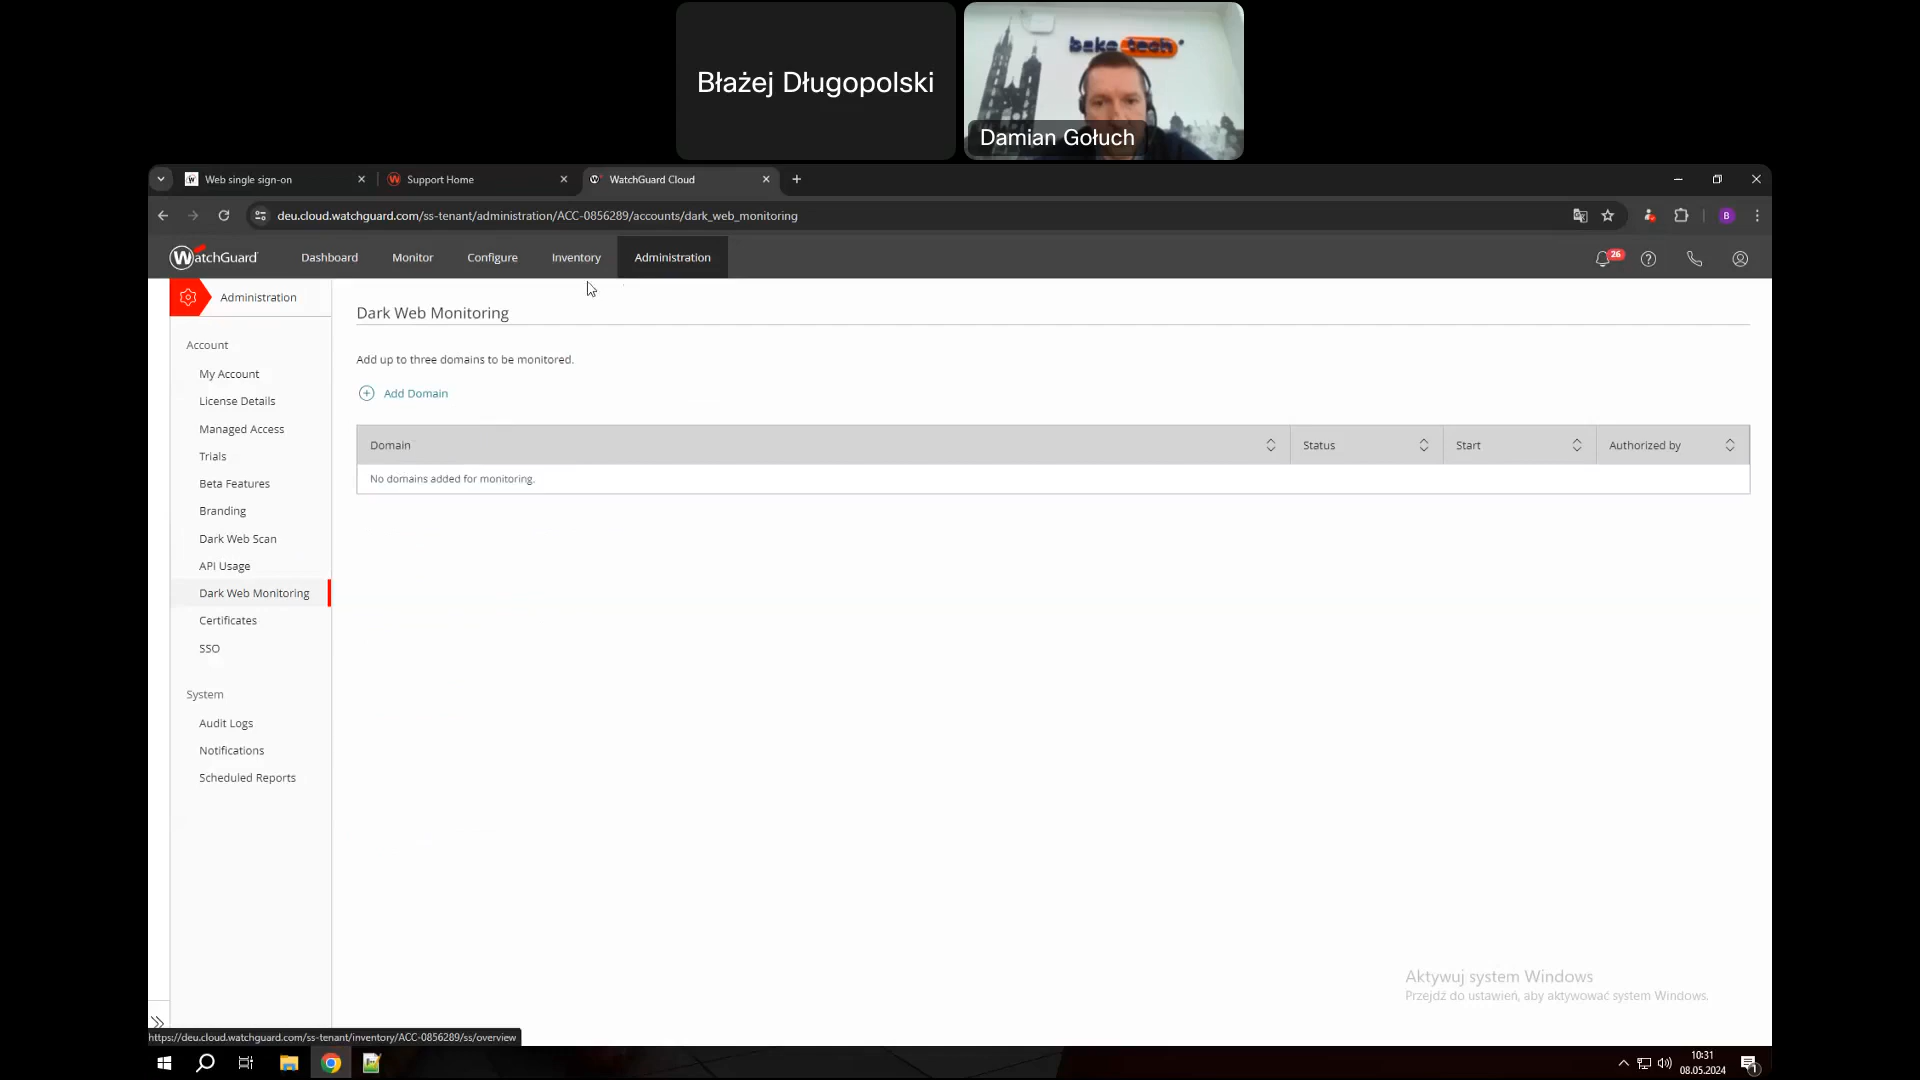 Błażej Długopolski
bake tech
Damian Gołuch
Web single sign-on
Support Home
WatchGuard Cloud
deu.cloud.watchguard.com/ss-tenant/administration/ACC-0856289/accounts/dark_web_monitoring
B
WatchGuard
Dashboard
Monitor
Configure
Inventory
Administration
26
Administration
Account
My Account
License Details
Managed Access
Trials
Beta Features
Branding
Dark Web Scan
API Usage
Dark Web Monitoring
Certificates
SSO
System
Audit Logs
Notifications
Scheduled Reports
Dark Web Monitoring
Add up to three domains to be monitored.
Add Domain
Domain Status Start Authorized by
No domains added for monitoring.
Aktywuj system Windows
Przejdź do ustawień, aby aktywować system Windows.
https://deu.cloud.watchguard.com/ss-tenant/inventory/ACC-0856289/ss/overview
10:31
08.05.2024
1